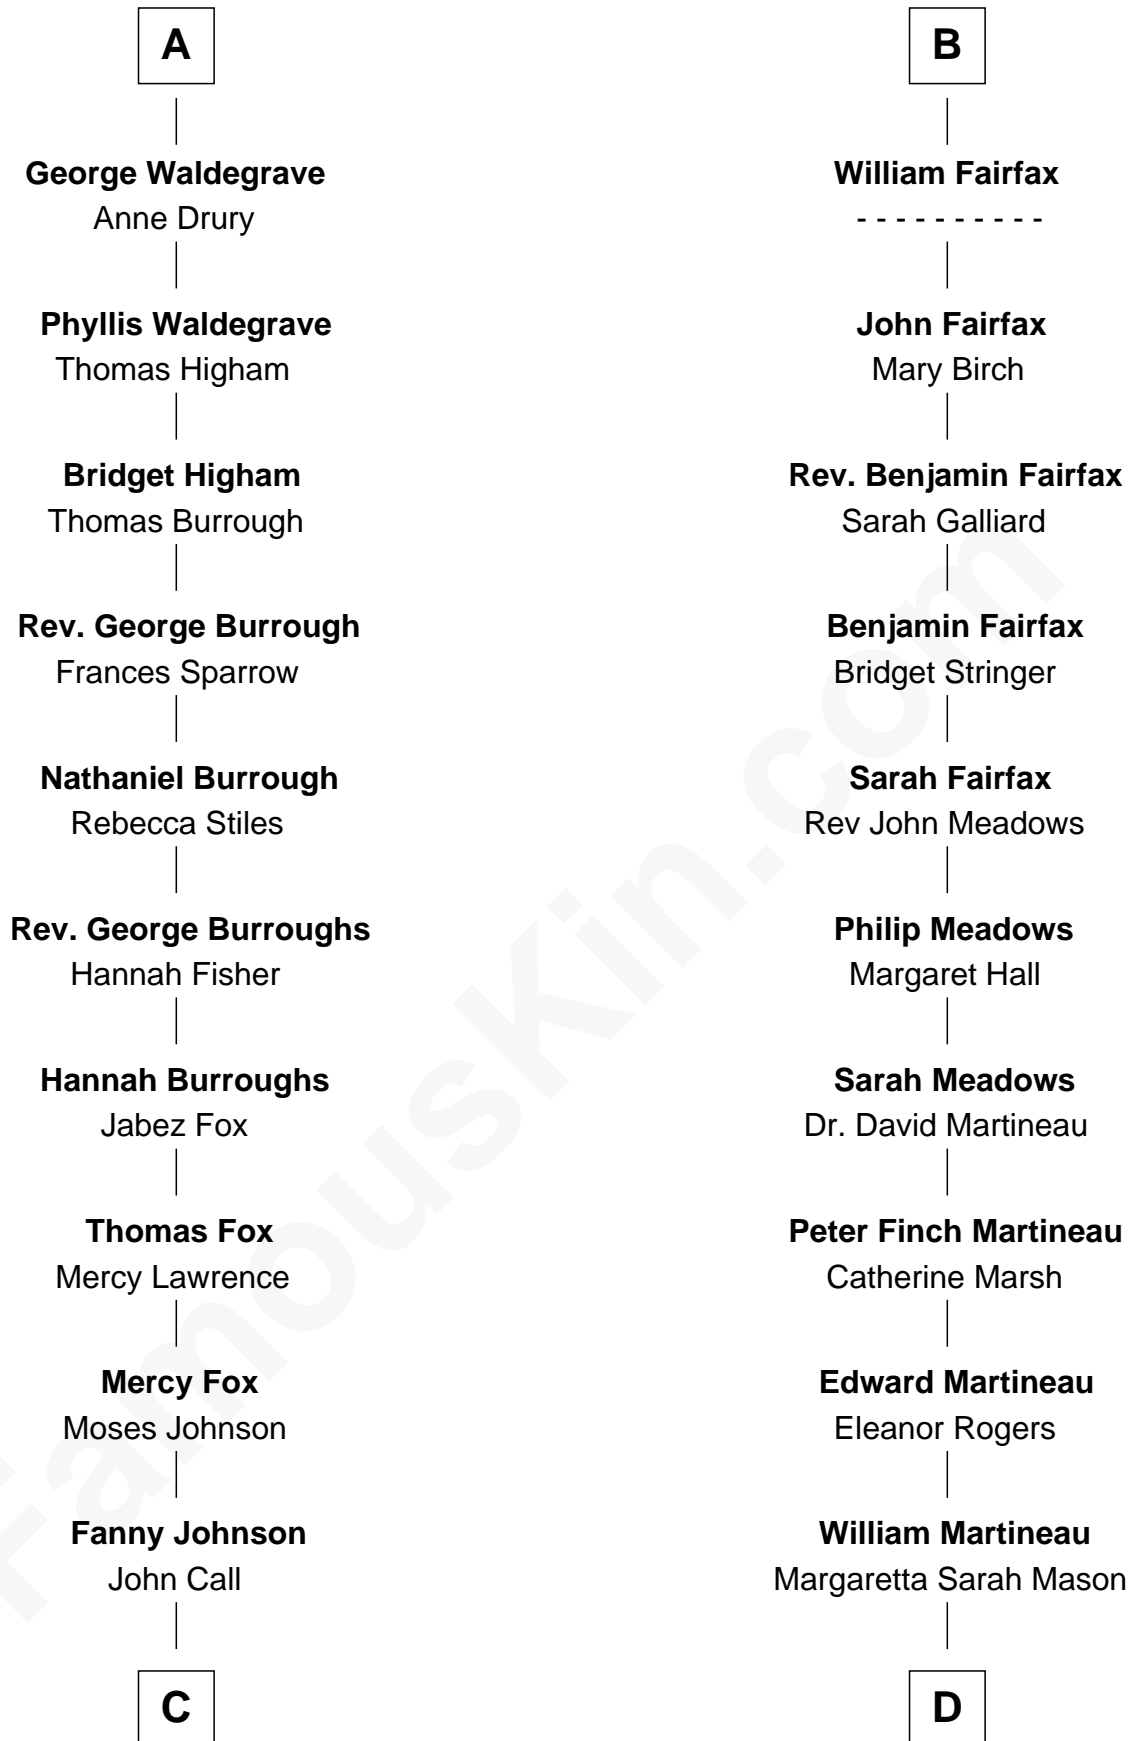 A
George Waldegrave
Anne Drury
Phyllis Waldegrave
Thomas Higham
Bridget Higham
Thomas Burrough
Rev. George Burrough
Frances Sparrow
Nathaniel Burrough
Rebecca Stiles
Rev. George Burroughs
Hannah Fisher
Hannah Burroughs
Jabez Fox
Thomas Fox
Mercy Lawrence
Mercy Fox
Moses Johnson
Fanny Johnson
John Call
C
B
William Fairfax
- - - - - - - - - -
John Fairfax
Mary Birch
Rev. Benjamin Fairfax
Sarah Galliard
Benjamin Fairfax
Bridget Stringer
Sarah Fairfax
Rev John Meadows
Philip Meadows
Margaret Hall
Sarah Meadows
Dr. David Martineau
Peter Finch Martineau
Catherine Marsh
Edward Martineau
Eleanor Rogers
William Martineau
Margaretta Sarah Mason
D
FamousKin.com